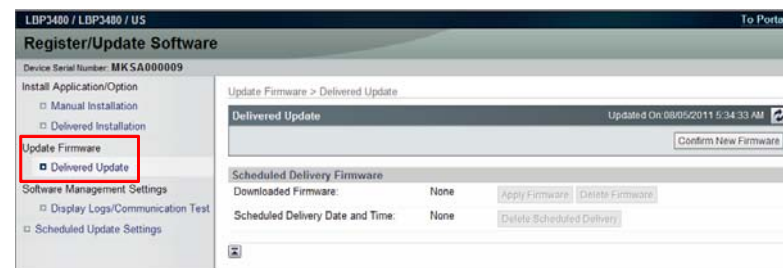 LBP3480 / LBP3480 / US
To Porta
Register/Update Software
Device Serial Number: MKSA000009
Install Application/Option
Manual Installation
Delivered Installation
Update Firmware
Delivered Update
Software Management Settings
Display Logs/Communication Test
Scheduled Update Settings
Update Firmware > Delivered Update
Delivered Update
Updated On:08/05/2011 5:34:33 AM
Confirm New Firmware
Scheduled Delivery Firmware
Downloaded Firmware: None Apply Firmware Delete Firmware
Scheduled Delivery Date and Time: None Delete Scheduled Delivery